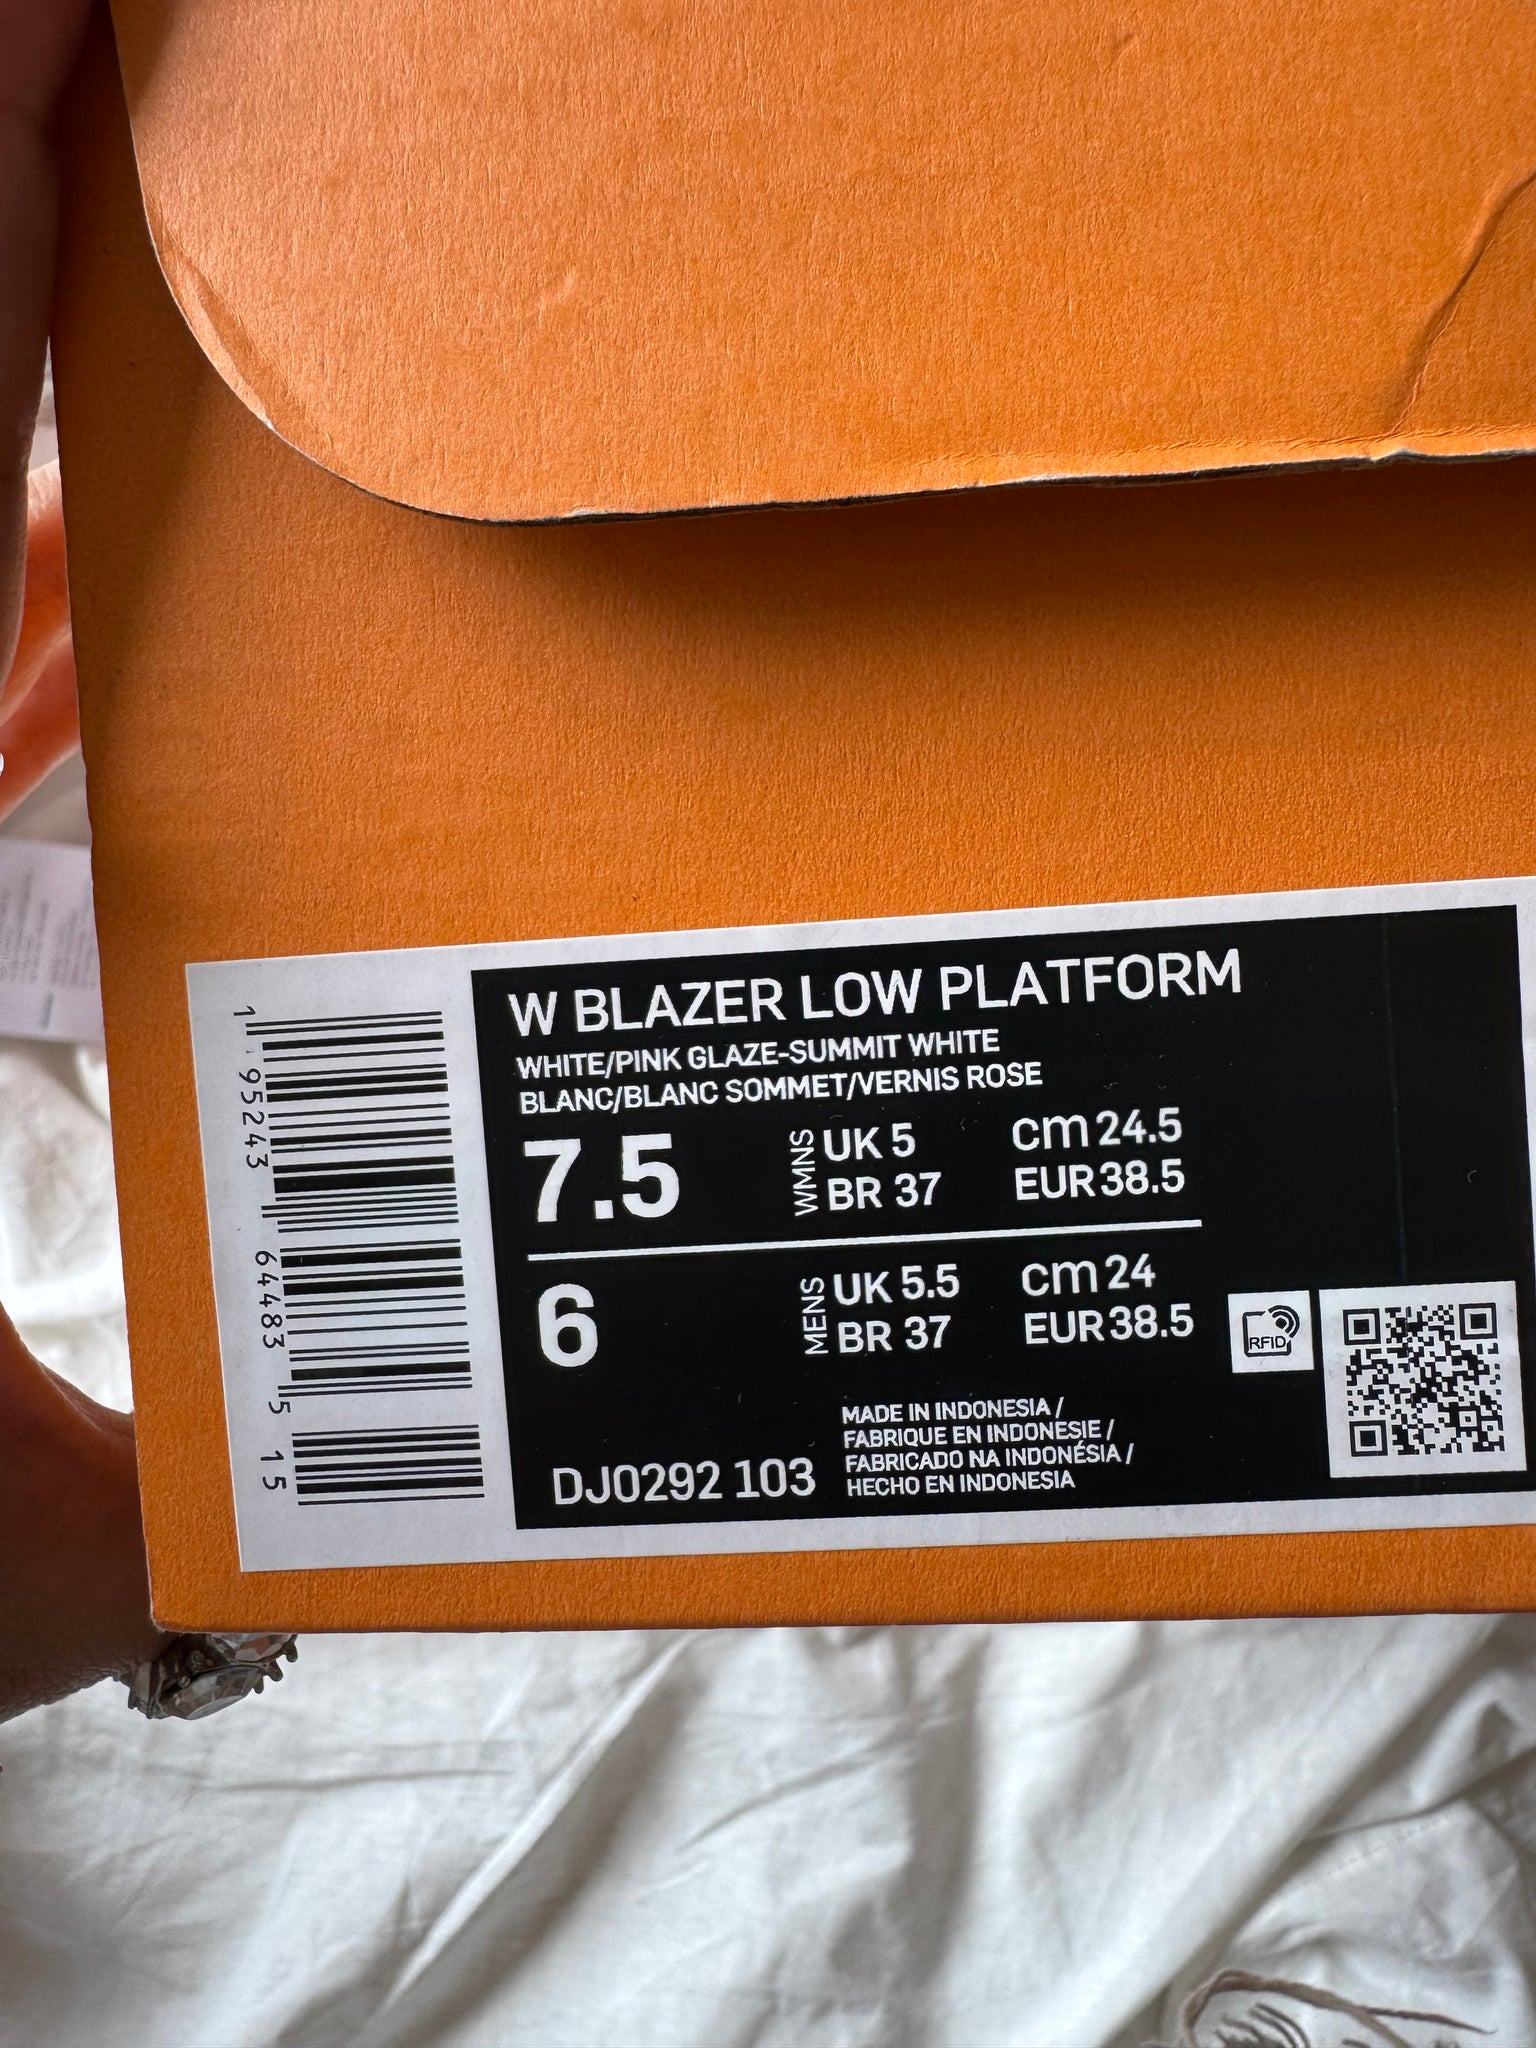 W BLAZER LOW PLATFORM
WHITE/PINK GLAZE-SUMMIT WHITE
BLANC/BLANC SOMMET/VERNIS ROSE
7.5 WMNS UK 5 cm 24.5
BR 37 EUR 38.5
6 MENS UK 5.5 cm 24
BR 37 EUR 38.5
RFID
MADE IN INDONESIA /
FABRIQUE EN INDONESIE /
FABRICADO NA INDONÉSIA /
HECHO EN INDONESIA
DJ0292 103
1 95243 64483 5 15